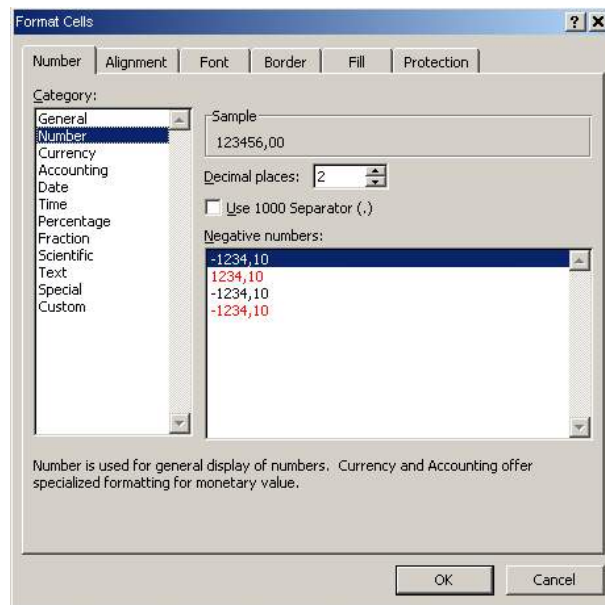 Format Cells
Number
Alignment
Font
Border
Fill
Protection
Category:
General
Number
Currency
Accounting
Date
Time
Percentage
Fraction
Scientific
Text
Special
Custom
Sample
123456,00
Decimal places: 2
Use 1000 Separator (.)
Negative numbers:
-1234,10
1234,10
-1234,10
-1234,10
Number is used for general display of numbers. Currency and Accounting offer
specialized formatting for monetary value.
OK
Cancel